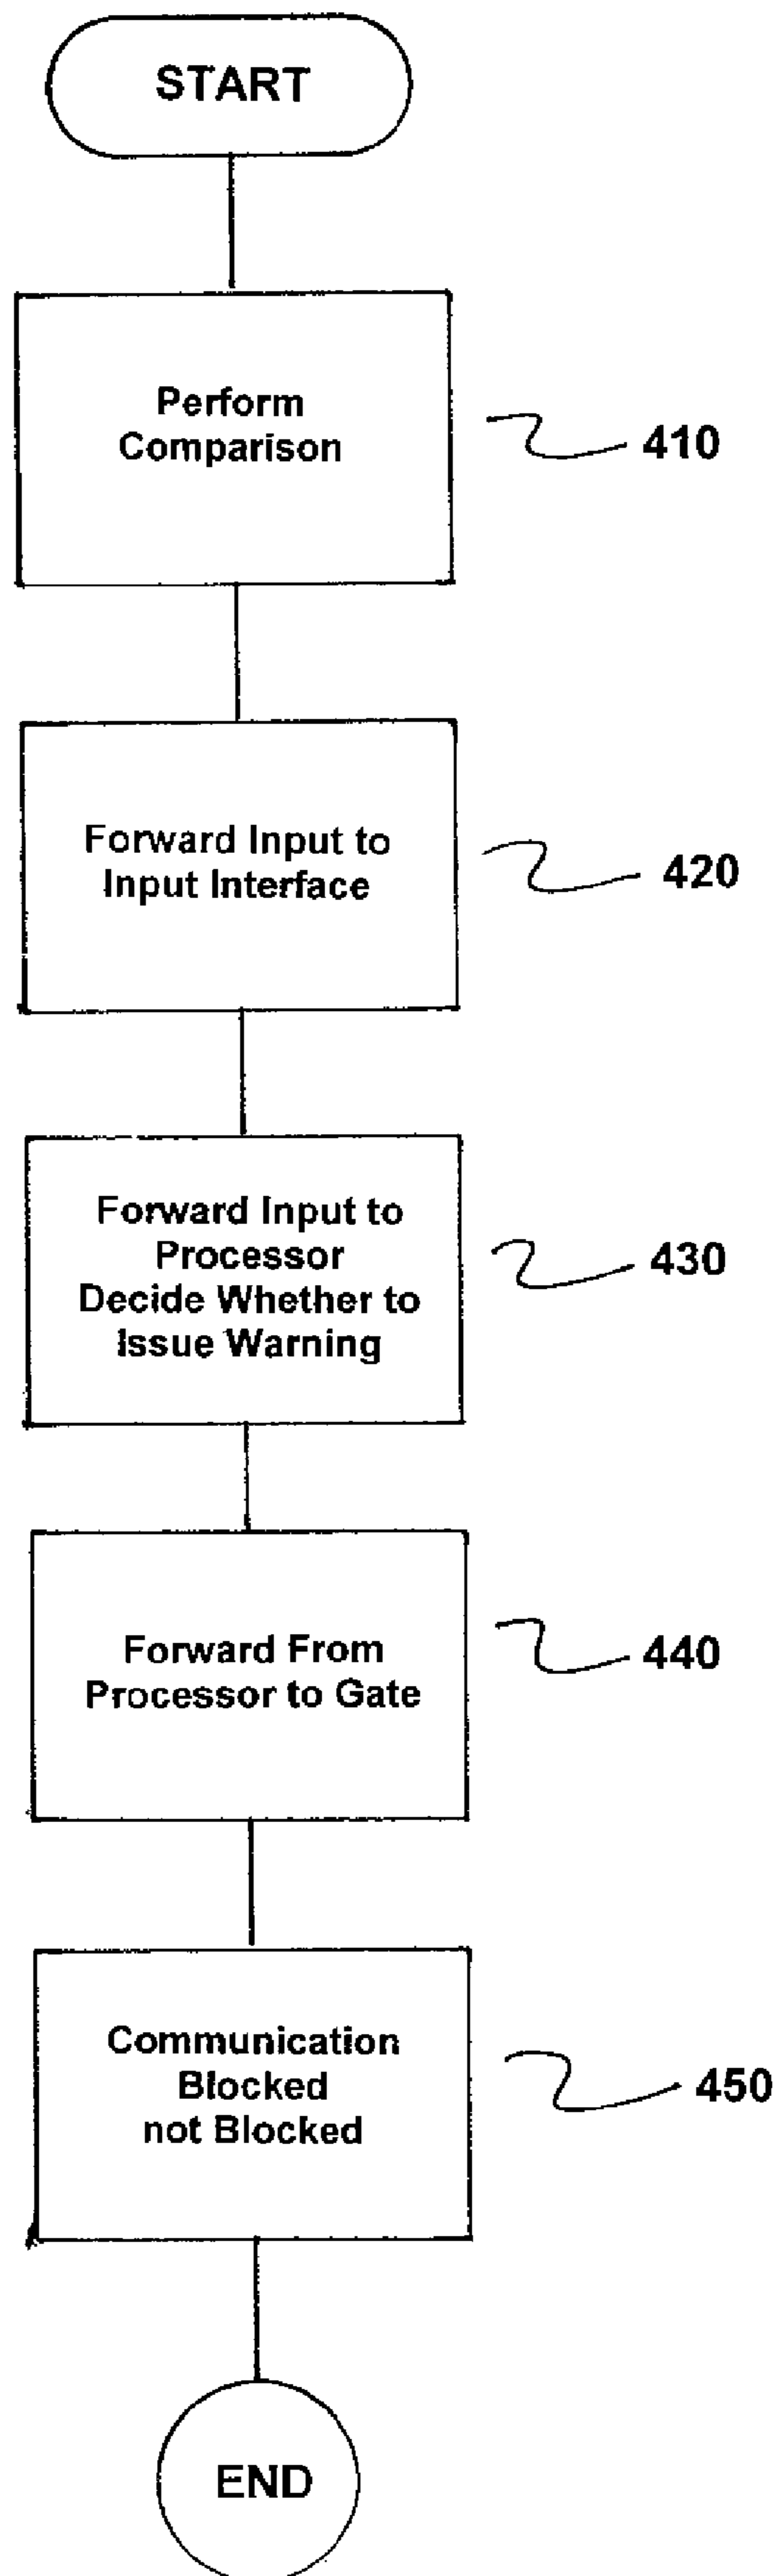 START
Perform
Comparison
410
Forward Input to
Input Interface
420
Forward Input to
Processor
Decide Whether to
Issue Warning
430
Forward From
Processor to Gate
440
Communication
Blocked
not Blocked
450
END